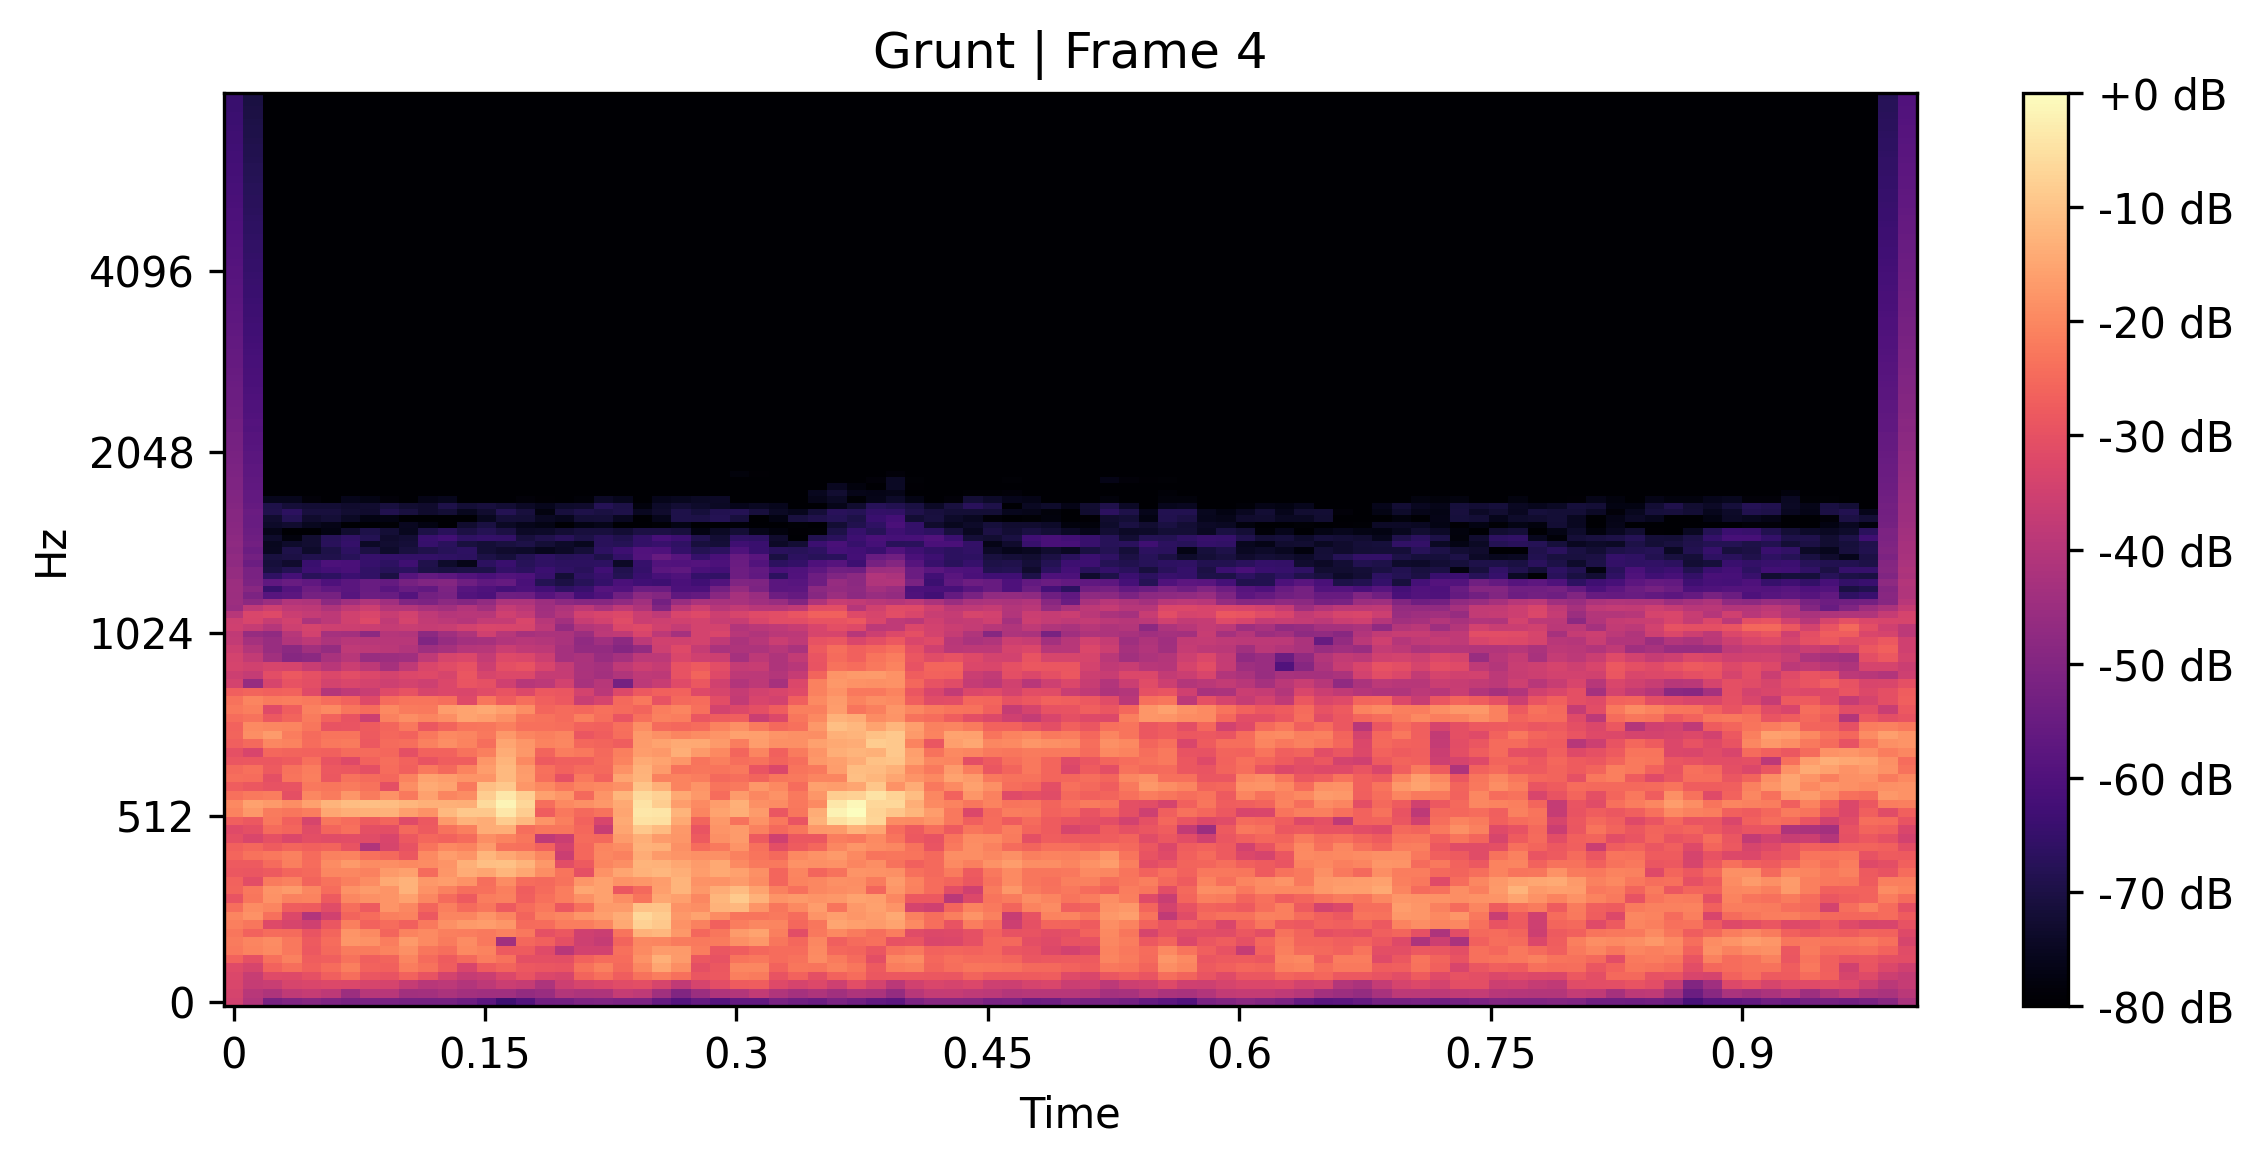 Grunt | Frame 4
+0 dB
-10 dB
-20 dB
-30 dB
-40 dB
-50 dB
-60 dB
-70 dB
-80 dB
Hz
4096
2048
1024
512
0
0 0.15 0.3 0.45 0.6 0.75 0.9
Time